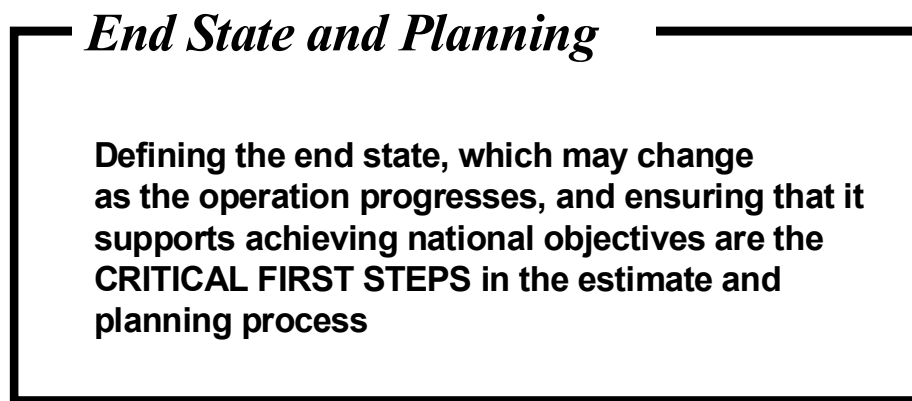 End State and Planning
Defining the end state, which may change
as the operation progresses, and ensuring that it
supports achieving national objectives are the
CRITICAL FIRST STEPS in the estimate and
planning process